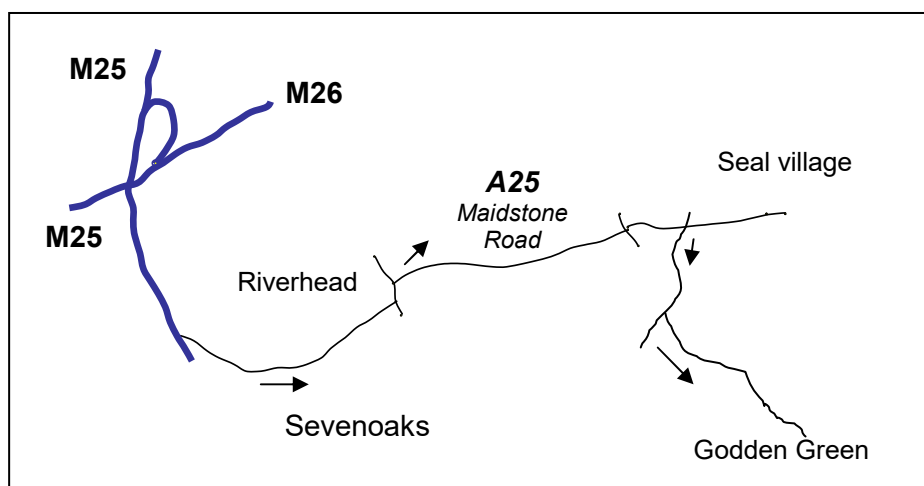 M25
M26
Seal village
A25
Maidstone
Road
M25
Riverhead
Sevenoaks
Godden Green